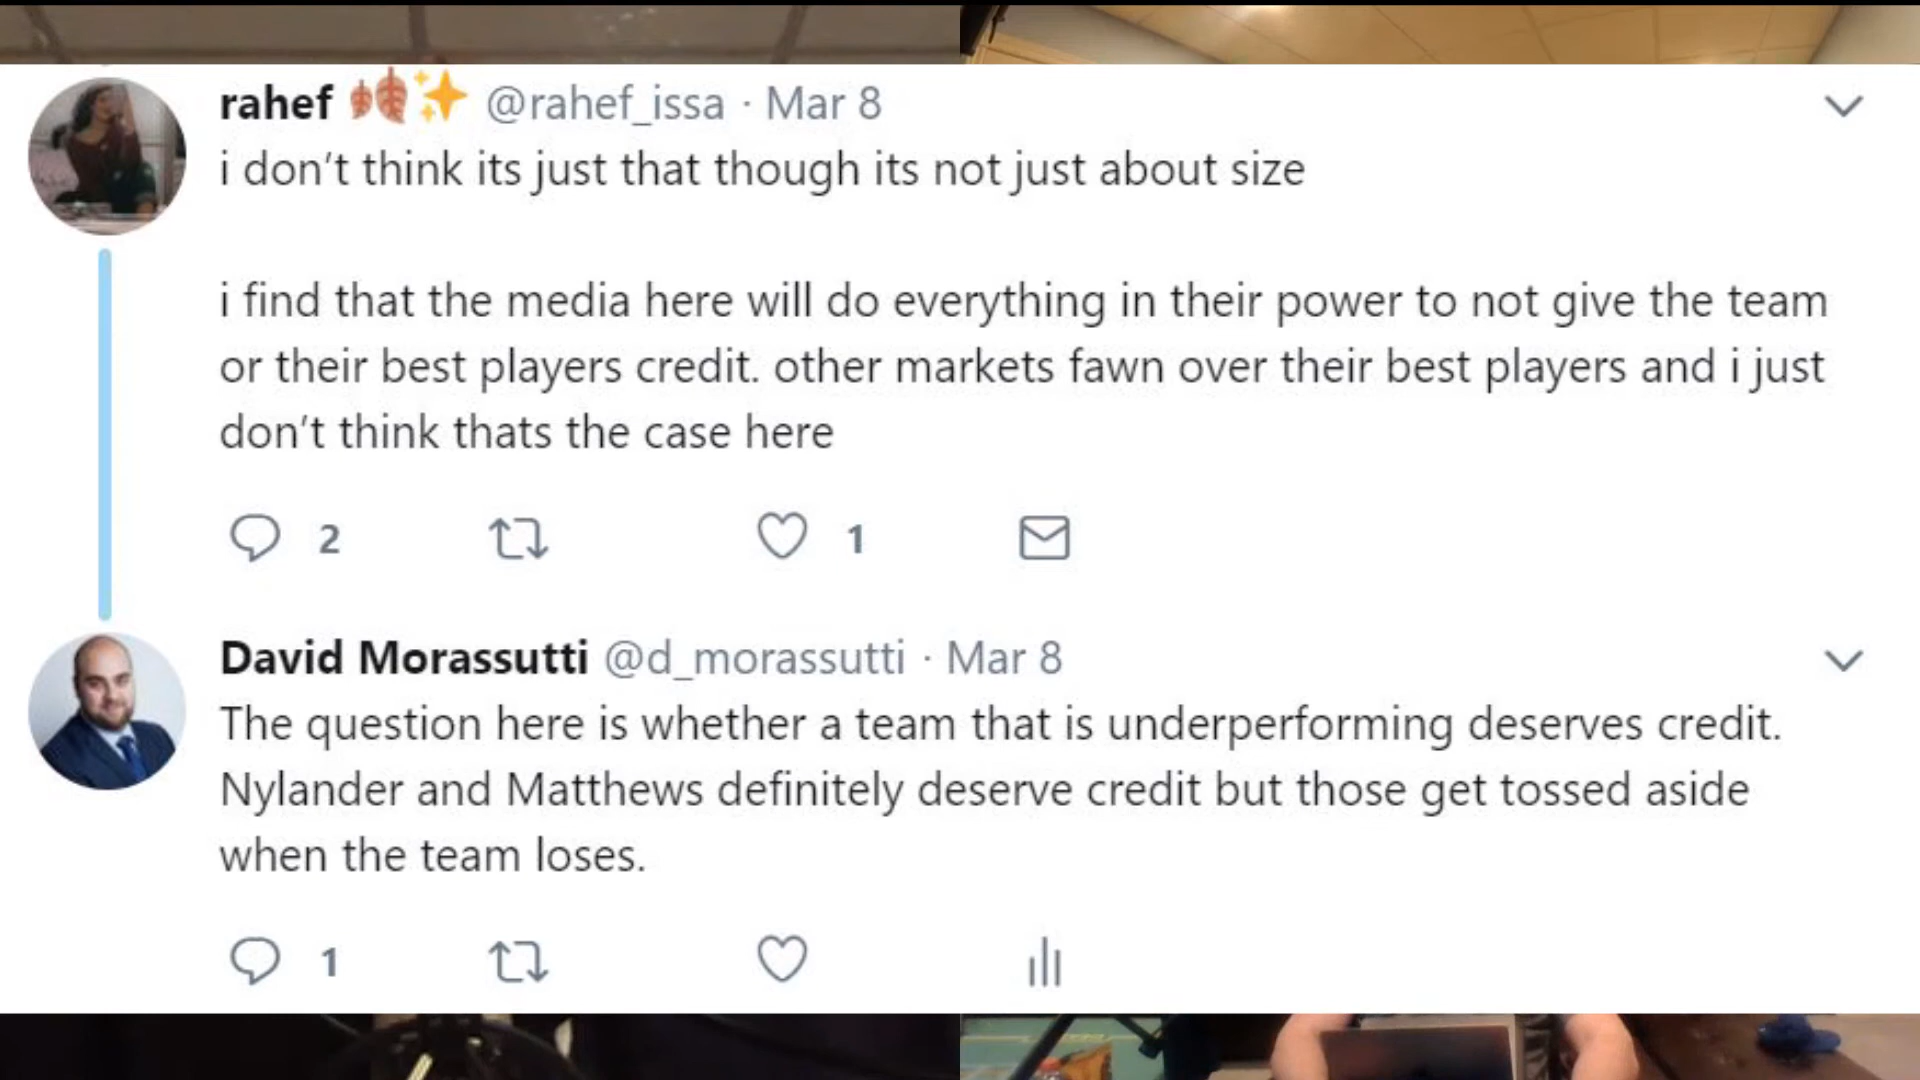 rahef 🍂✨ @rahef_issa · Mar 8
i don’t think its just that though its not just about size
i find that the media here will do everything in their power to not give the team
or their best players credit. other markets fawn over their best players and i just
don’t think thats the case here
2 1
David Morassutti @d_morassutti · Mar 8
The question here is whether a team that is underperforming deserves credit.
Nylander and Matthews definitely deserve credit but those get tossed aside
when the team loses.
1